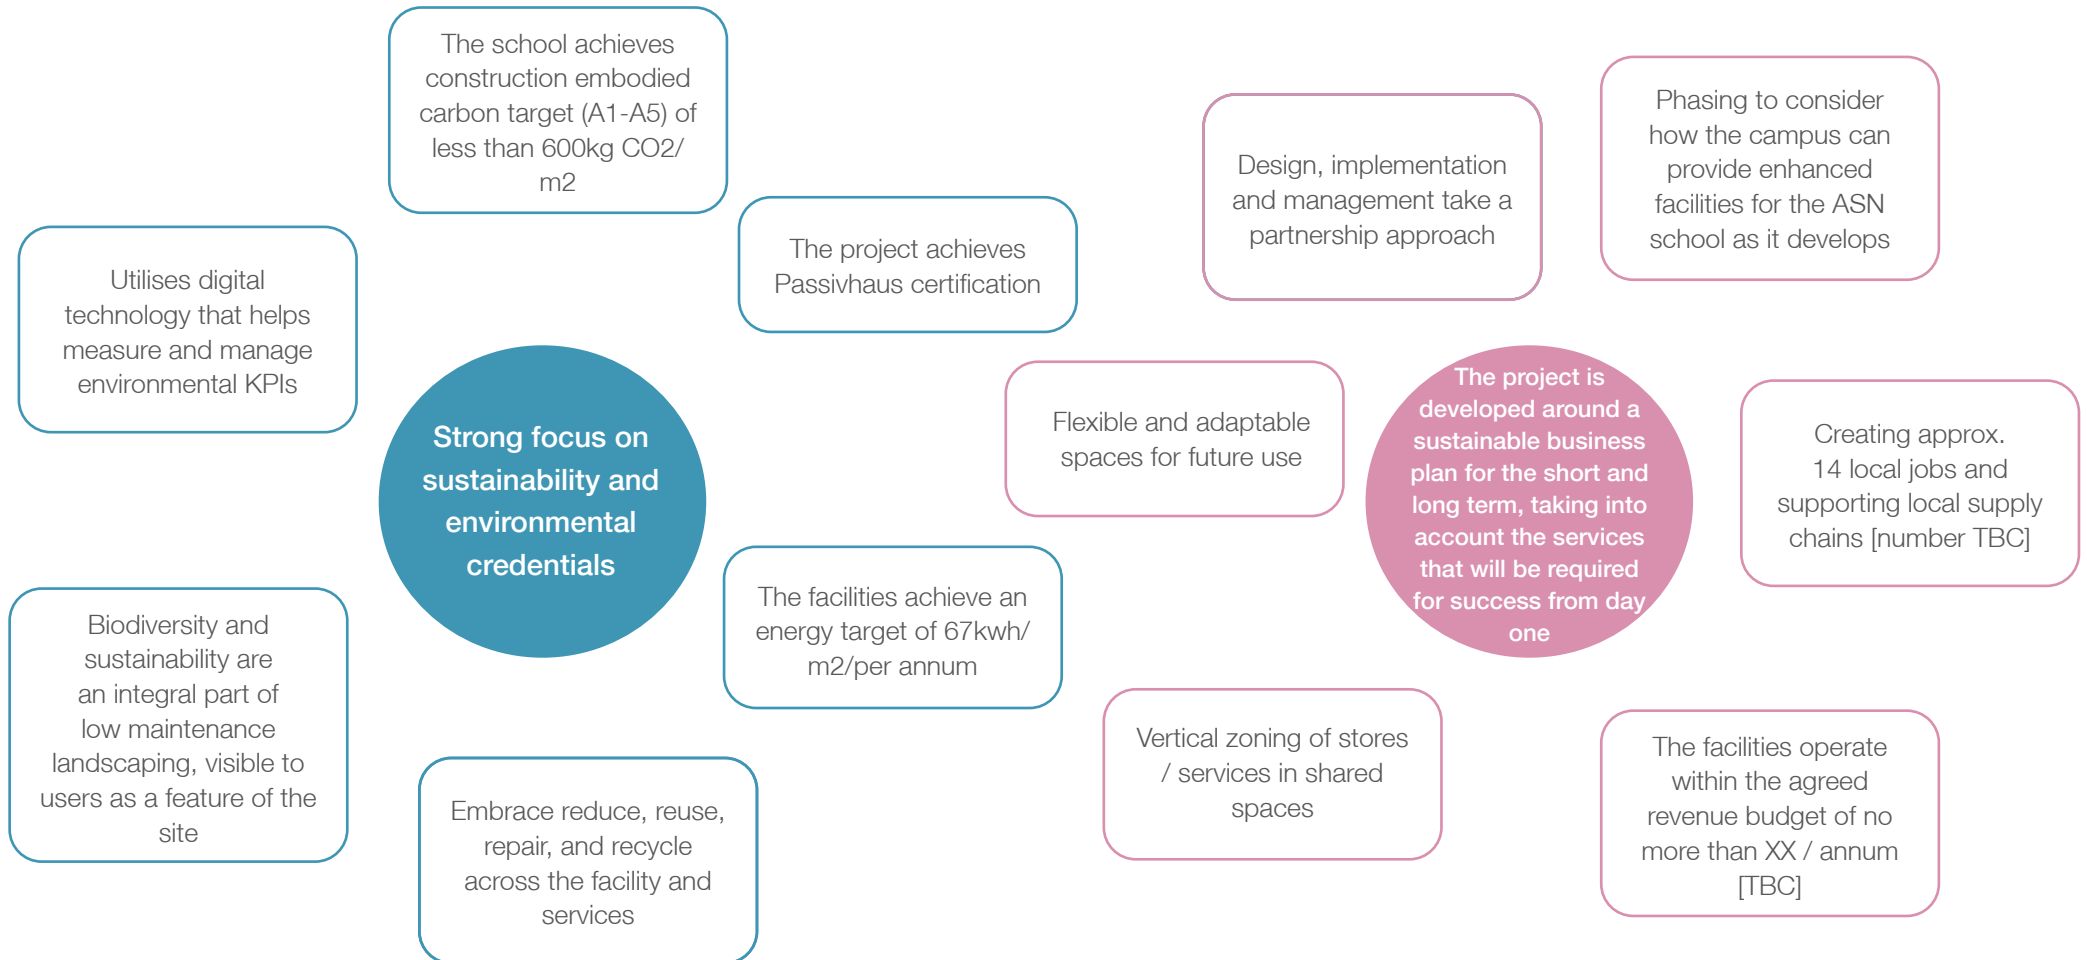 The school achieves
construction embodied
carbon target (A1-A5) of
less than 600kg CO2/
m2
The project achieves
Passivhaus certification
Utilises digital
technology that helps
measure and manage
environmental KPIs
Strong focus on
sustainability and
environmental
credentials
The facilities achieve an
energy target of 67kwh/
m2/per annum
Biodiversity and
sustainability are
an integral part of
low maintenance
landscaping, visible to
users as a feature of the
site
Embrace reduce, reuse,
repair, and recycle
across the facility and
services
Design, implementation
and management take a
partnership approach
Phasing to consider
how the campus can
provide enhanced
facilities for the ASN
school as it develops
Flexible and adaptable
spaces for future use
The project is
developed around a
sustainable business
plan for the short and
long term, taking into
account the services
that will be required
for success from day
one
Creating approx.
14 local jobs and
supporting local supply
chains [number TBC]
Vertical zoning of stores
/ services in shared
spaces
The facilities operate
within the agreed
revenue budget of no
more than XX / annum
[TBC]